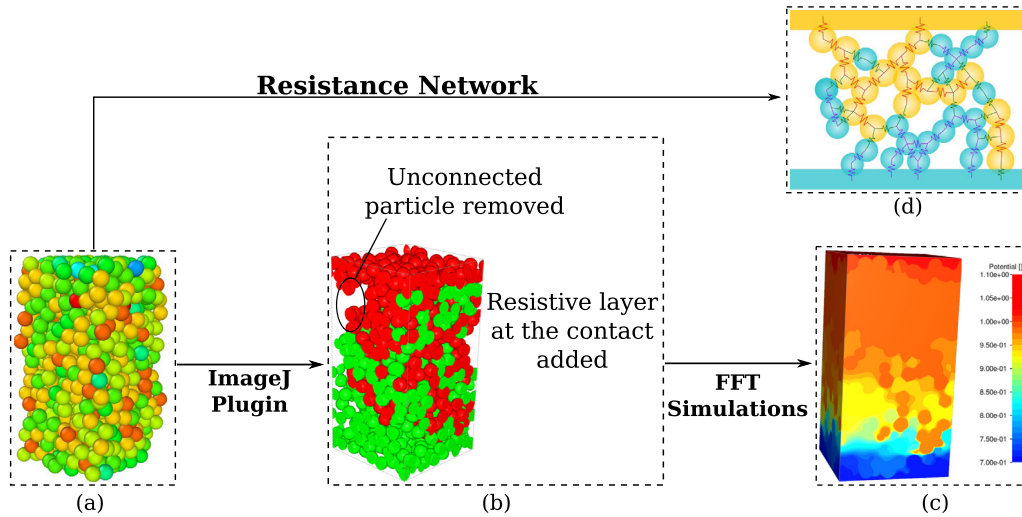 Resistance Network
(d)
Unconnected
particle removed
Resistive layer
at the contact
added
ImageJ
Plugin
FFT
Simulations
Potential [
1.10e+00
1.05e+00
1.00e+00
9.50e-01
9.00e-01
8.50e-01
8.00e-01
7.50e-01
7.00e-01
(a)
(b)
(c)